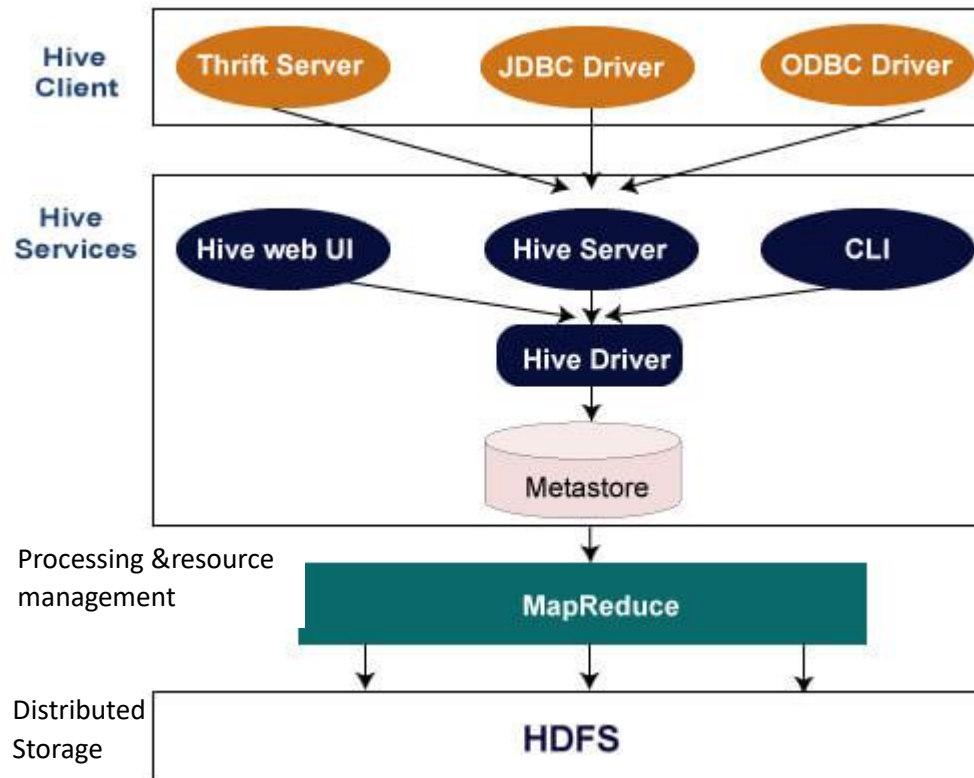 Hive
Client
Thrift Server
JDBC Driver
ODBC Driver
Hive
Services
Hive web UI
Hive Server
CLI
Hive Driver
Metastore
Processing &resource
management
MapReduce
Distributed
Storage
HDFS